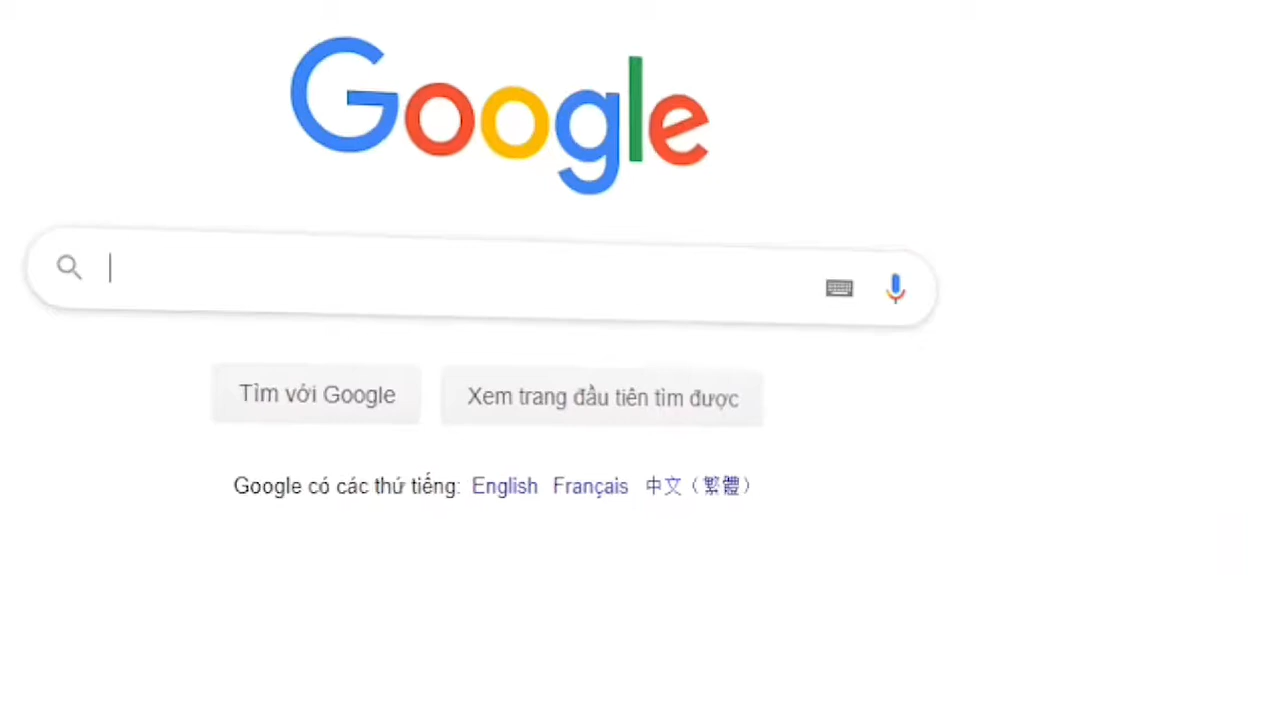 Google
Tìm với Google
Xem trang đầu tiên tìm được
Google có các thứ tiếng: English Français 中文（繁體）